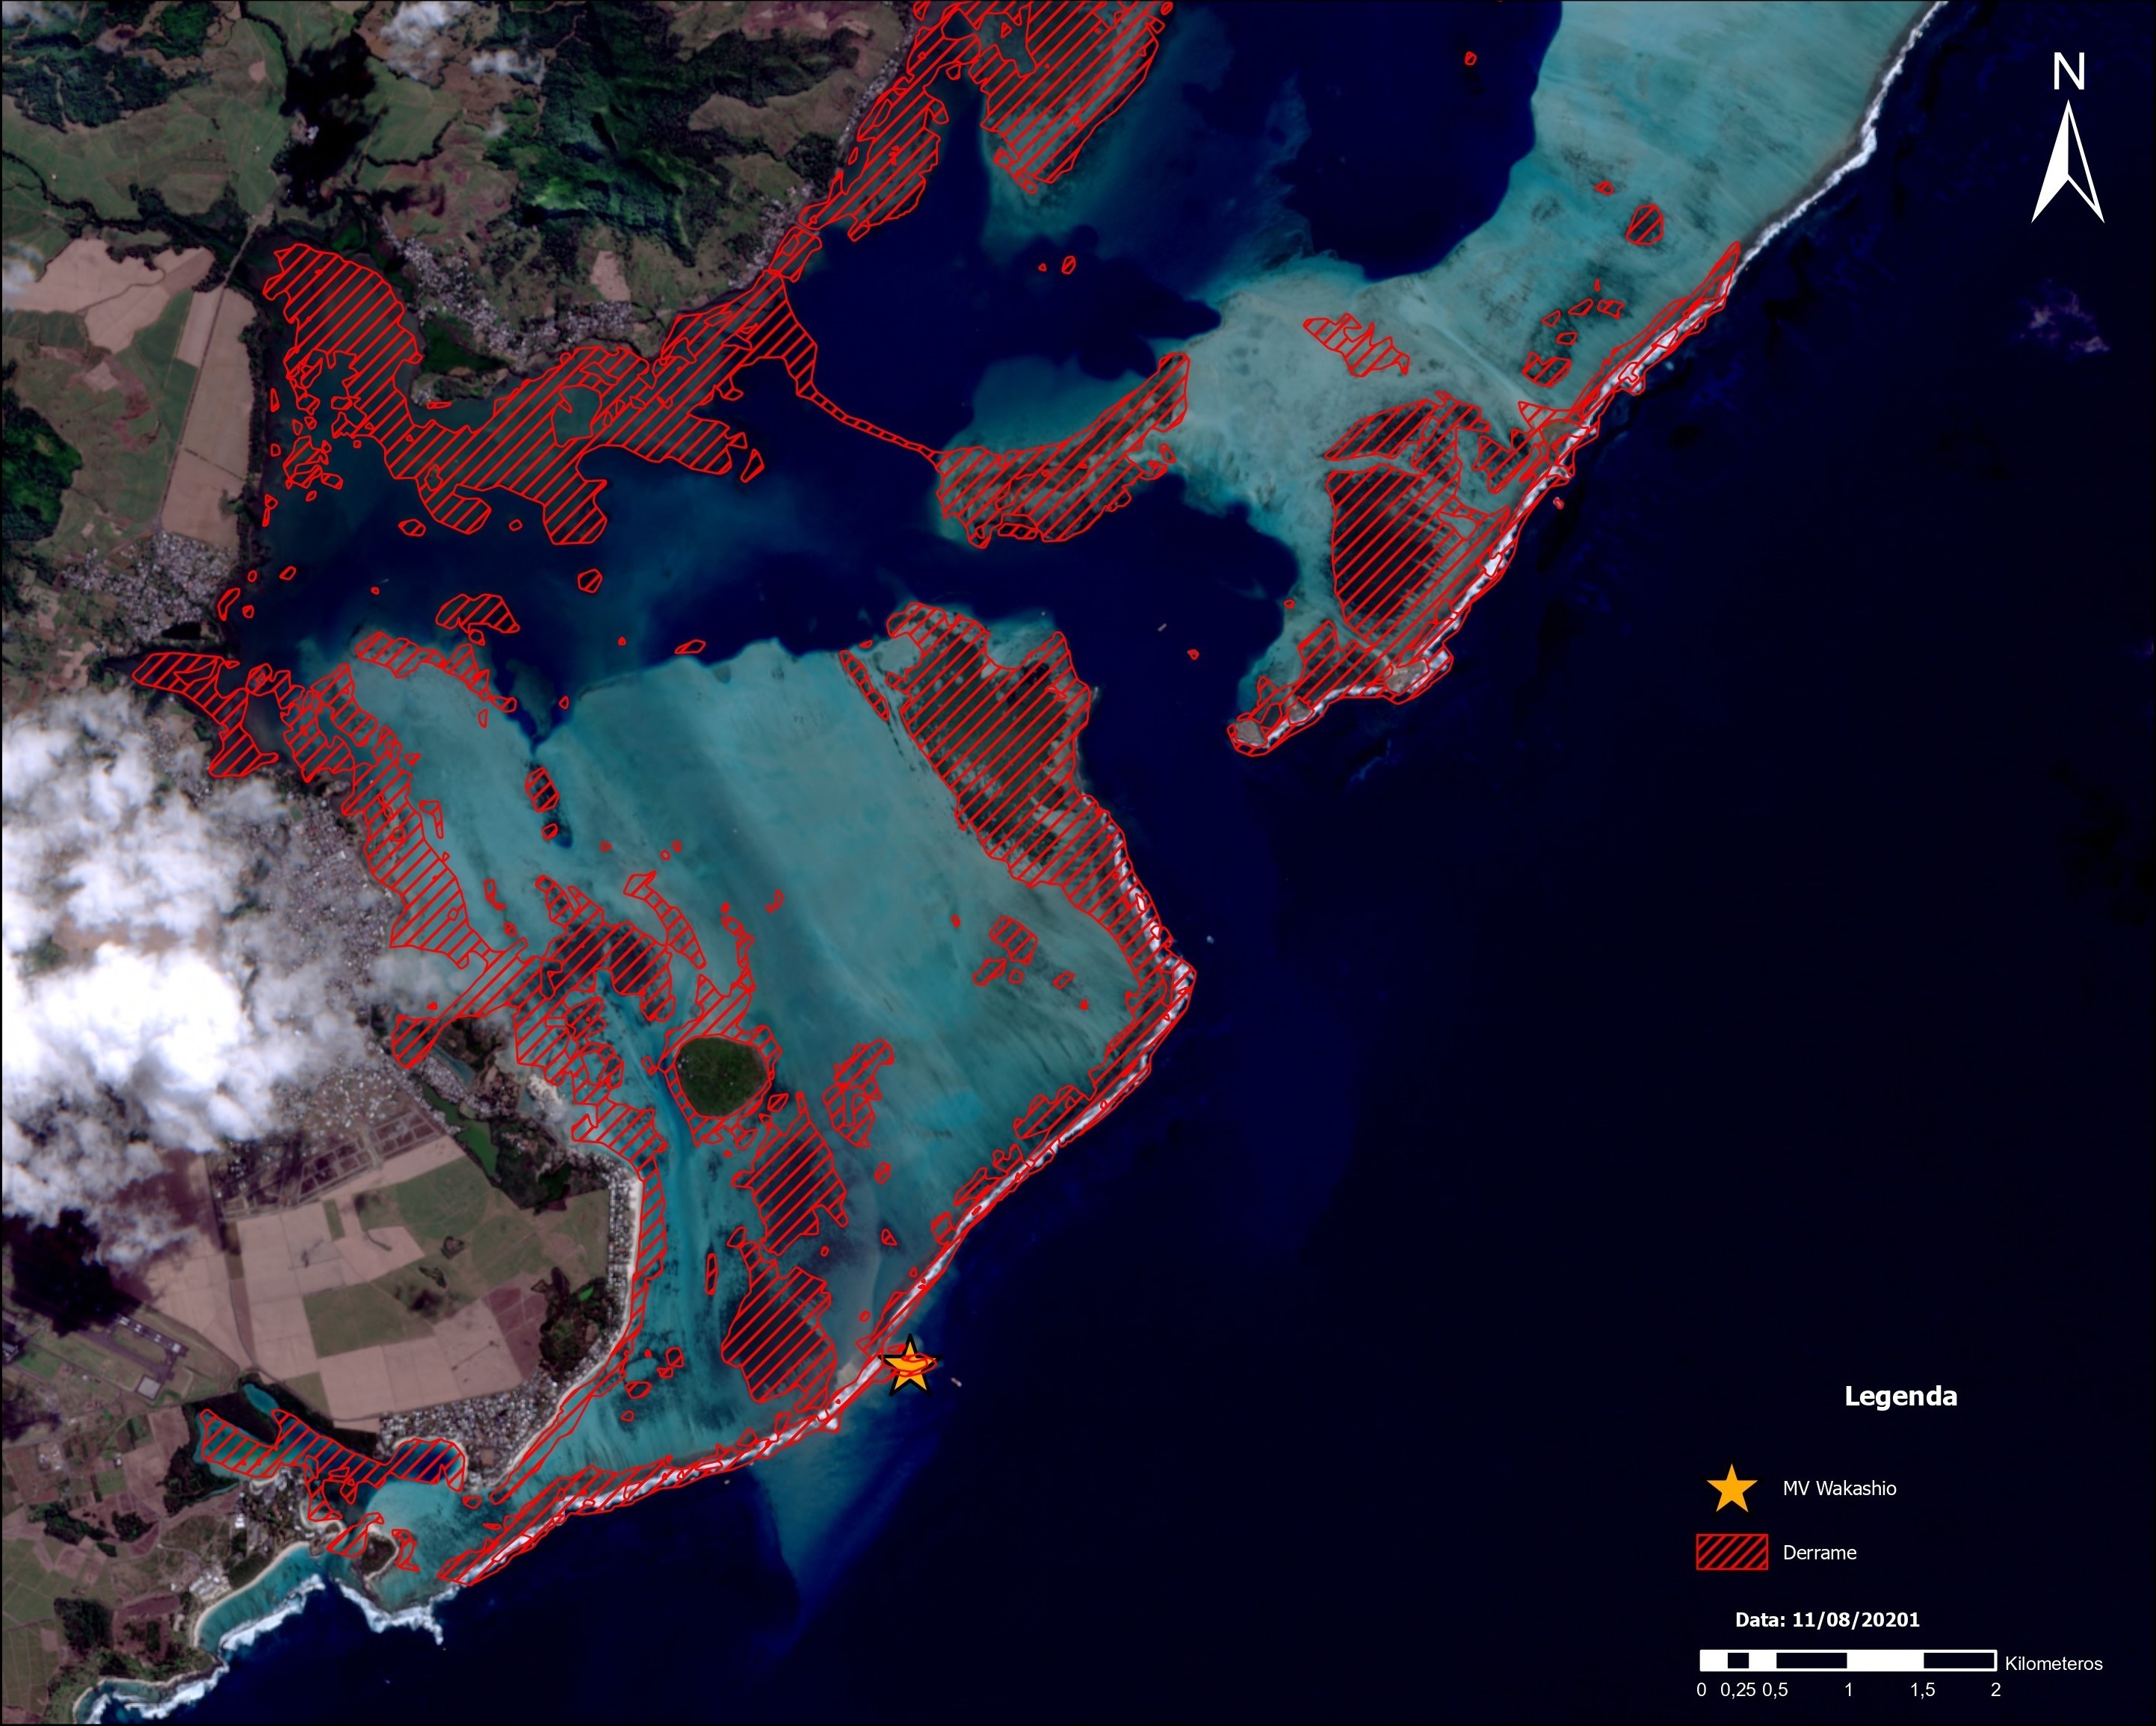 N
Legenda
MV Wakashio
Derrame
Data: 11/08/20201
Kilometeros
0 0,25 0,5 1 1,5 2